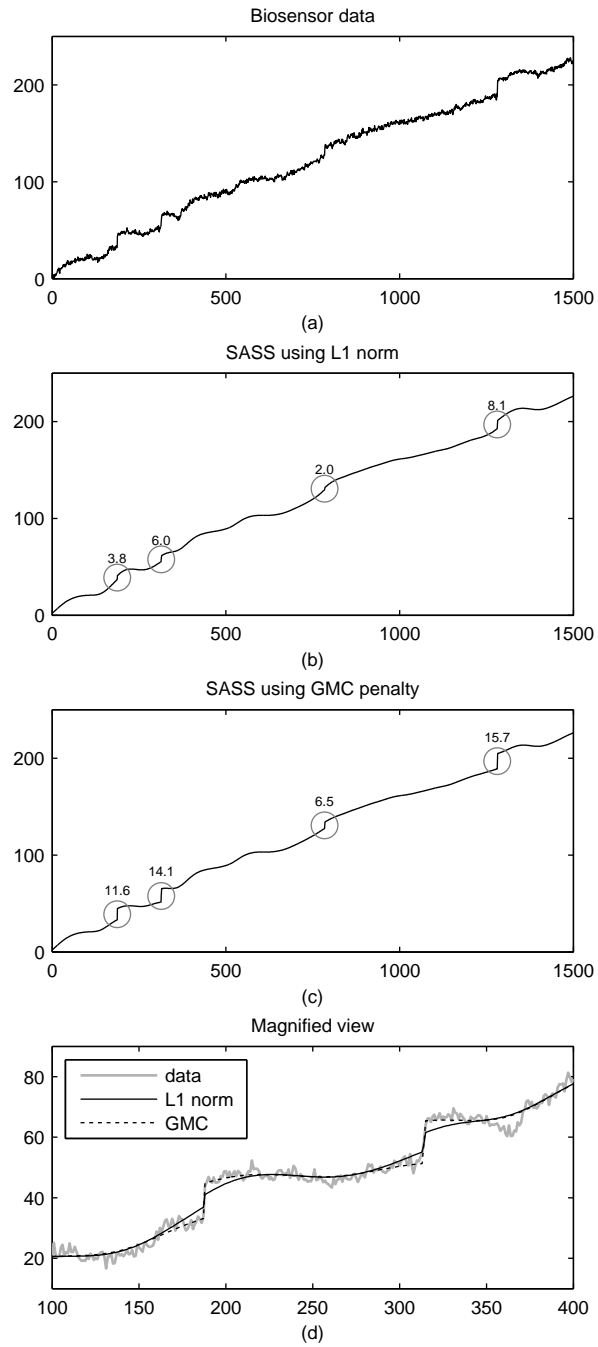 Biosensor data
200
100
0
0 500 1000 1500
(a)
SASS using L1 norm
200
100
0
3.8
6.0
2.0
8.1
0 500 1000 1500
(b)
SASS using GMC penalty
200
100
0
11.6
14.1
6.5
15.7
0 500 1000 1500
(c)
Magnified view
80
60
40
20
data
L1 norm
GMC
100 150 200 250 300 350 400
(d)